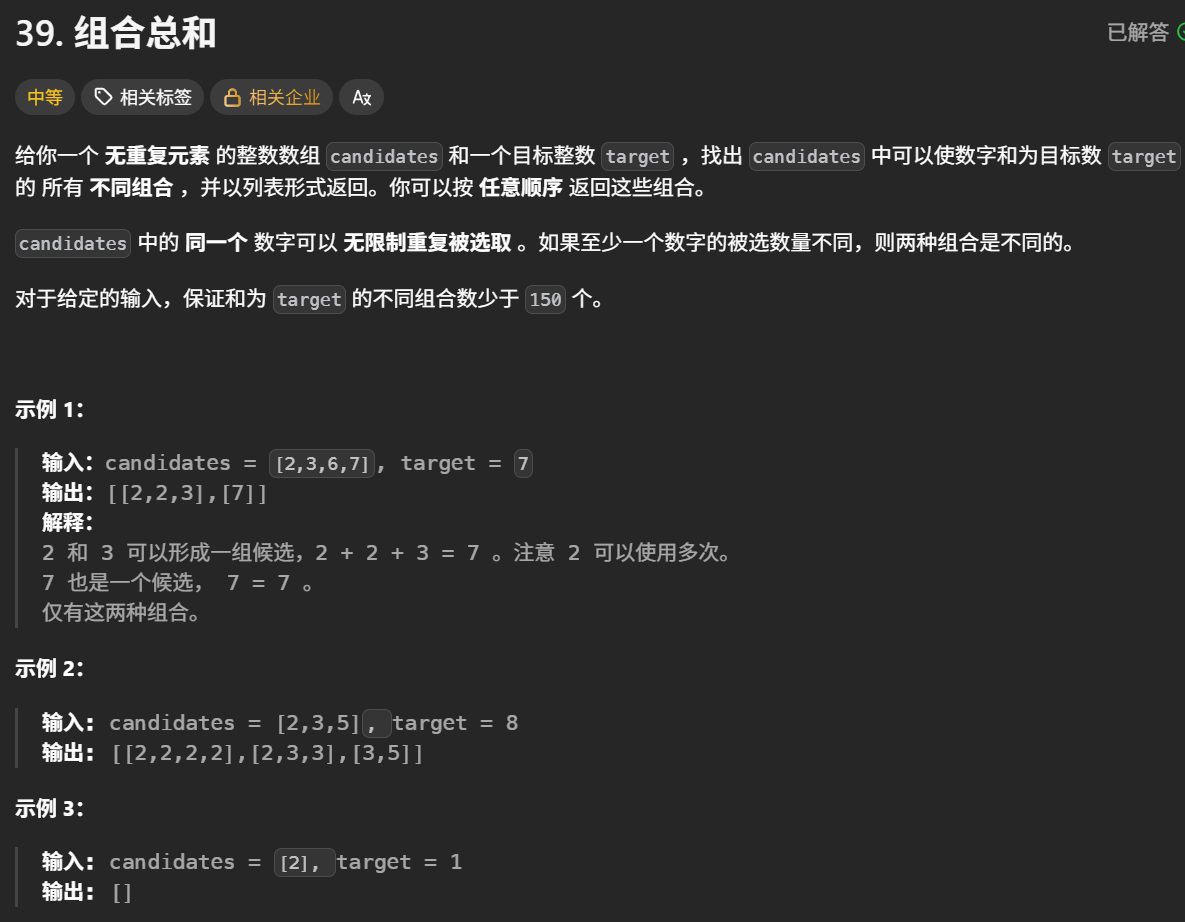 39. 组合总和
已解答
中等 相关标签 相关企业 A文
给你一个 无重复元素 的整数数组 candidates 和一个目标整数 target ，找出 candidates 中可以使数字和为目标数 target
的 所有 不同组合 ，并以列表形式返回。你可以按 任意顺序 返回这些组合。
candidates 中的 同一个 数字可以 无限制重复被选取 。如果至少一个数字的被选数量不同，则两种组合是不同的。
对于给定的输入，保证和为 target 的不同组合数少于 150 个。
示例 1：
输入：candidates = [2,3,6,7], target = 7
输出：[[2,2,3],[7]]
解释：
2 和 3 可以形成一组候选，2 + 2 + 3 = 7 。注意 2 可以使用多次。
7 也是一个候选， 7 = 7 。
仅有这两种组合。
示例 2：
输入：candidates = [2,3,5], target = 8
输出：[[2,2,2,2],[2,3,3],[3,5]]
示例 3：
输入：candidates = [2], target = 1
输出：[]